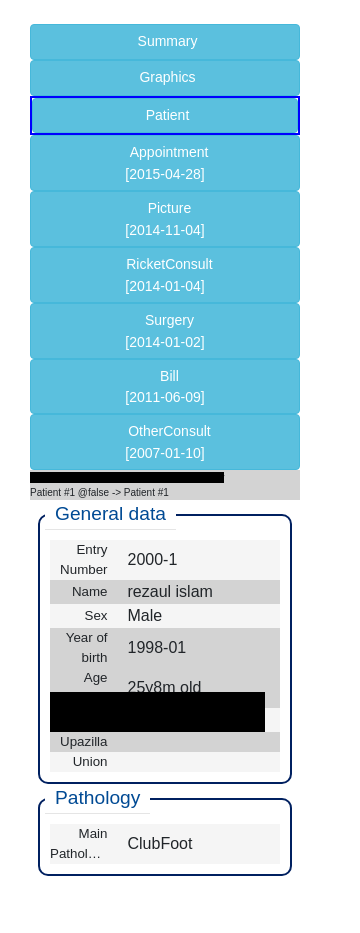 Summary
Graphics
Patient
Appointment
[2015-04-28]
Picture
[2014-11-04]
RicketConsult
[2014-01-04]
Surgery
[2014-01-02]
Bill
[2011-06-09]
OtherConsult
[2007-01-10]
Patient #1 @false -> Patient #1
General data
Entry Number 2000-1
Name rezaul islam
Sex Male
Year of birth 1998-01
Age 25y8m old
Upazilla
Union
Pathology
Main Pathol… ClubFoot